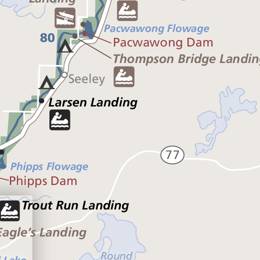 Pacwawong Flowage
80
Pacwawong Dam
Thompson Bridge Landing
Seeley
Larsen Landing
77
Phipps Flowage
Phipps Dam
Trout Run Landing
Eagle's Landing
Round
Lake